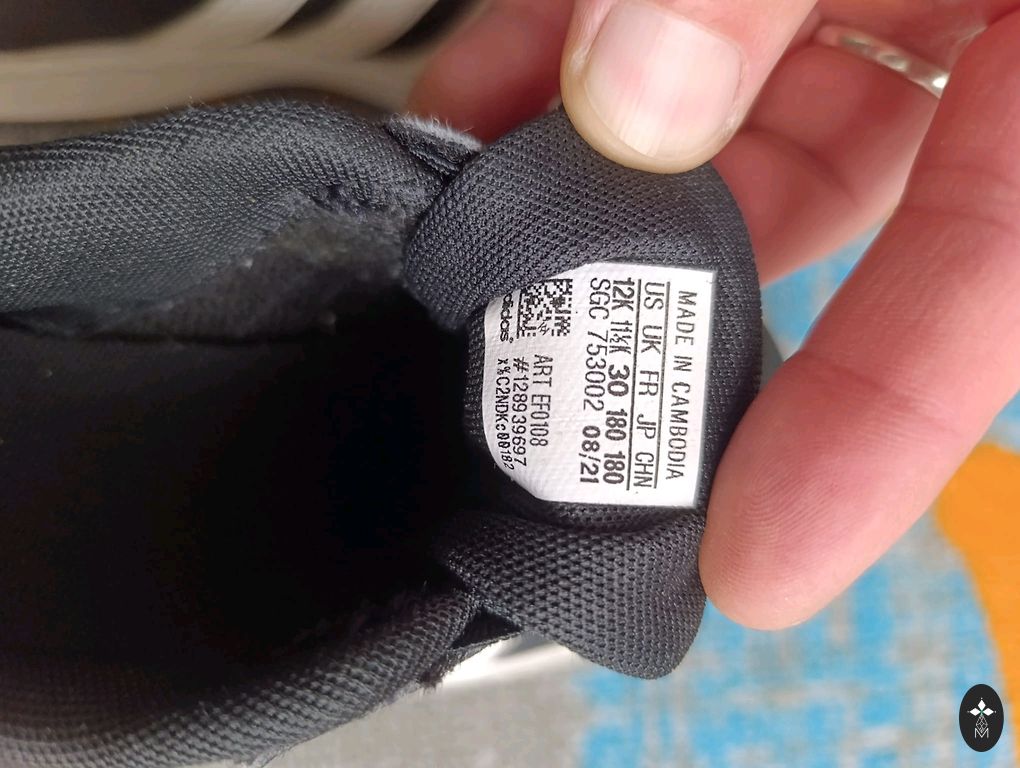 MADE IN CAMBODIA
US UK FR JP CHN
12K 11½K 30 180 180
SGC 753002 08/21
ART EF0108
#128939697
x%C2NDKc00182
adidas
M